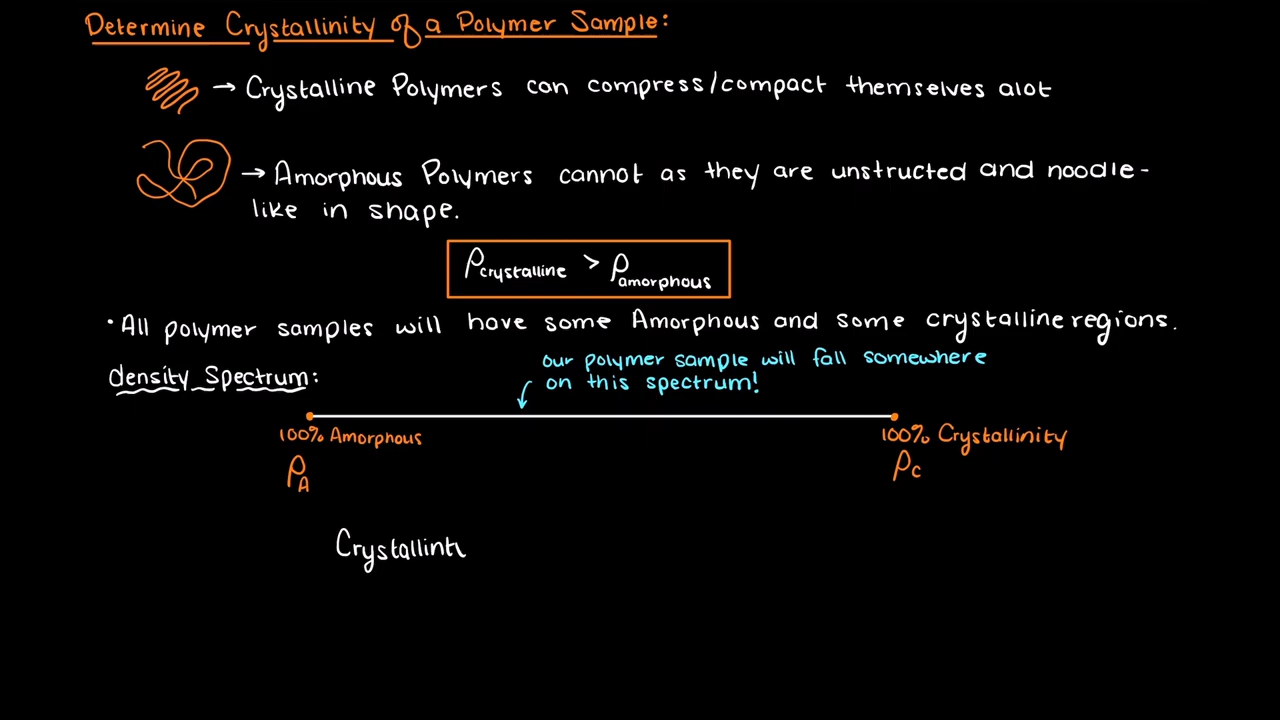 Determine Crystallinity of a Polymer Sample:
→ Crystalline Polymers can compress/compact themselves alot
→ Amorphous Polymers cannot as they are unstructed and noodle-
like in shape.
ρcrystalline > ρamorphous
• All polymer samples will have some Amorphous and some crystalline regions.
our polymer sample will fall somewhere
density Spectrum:
on this spectrum!
100% Amorphous 100% Crystallinity
ρA ρc
Crystallinty